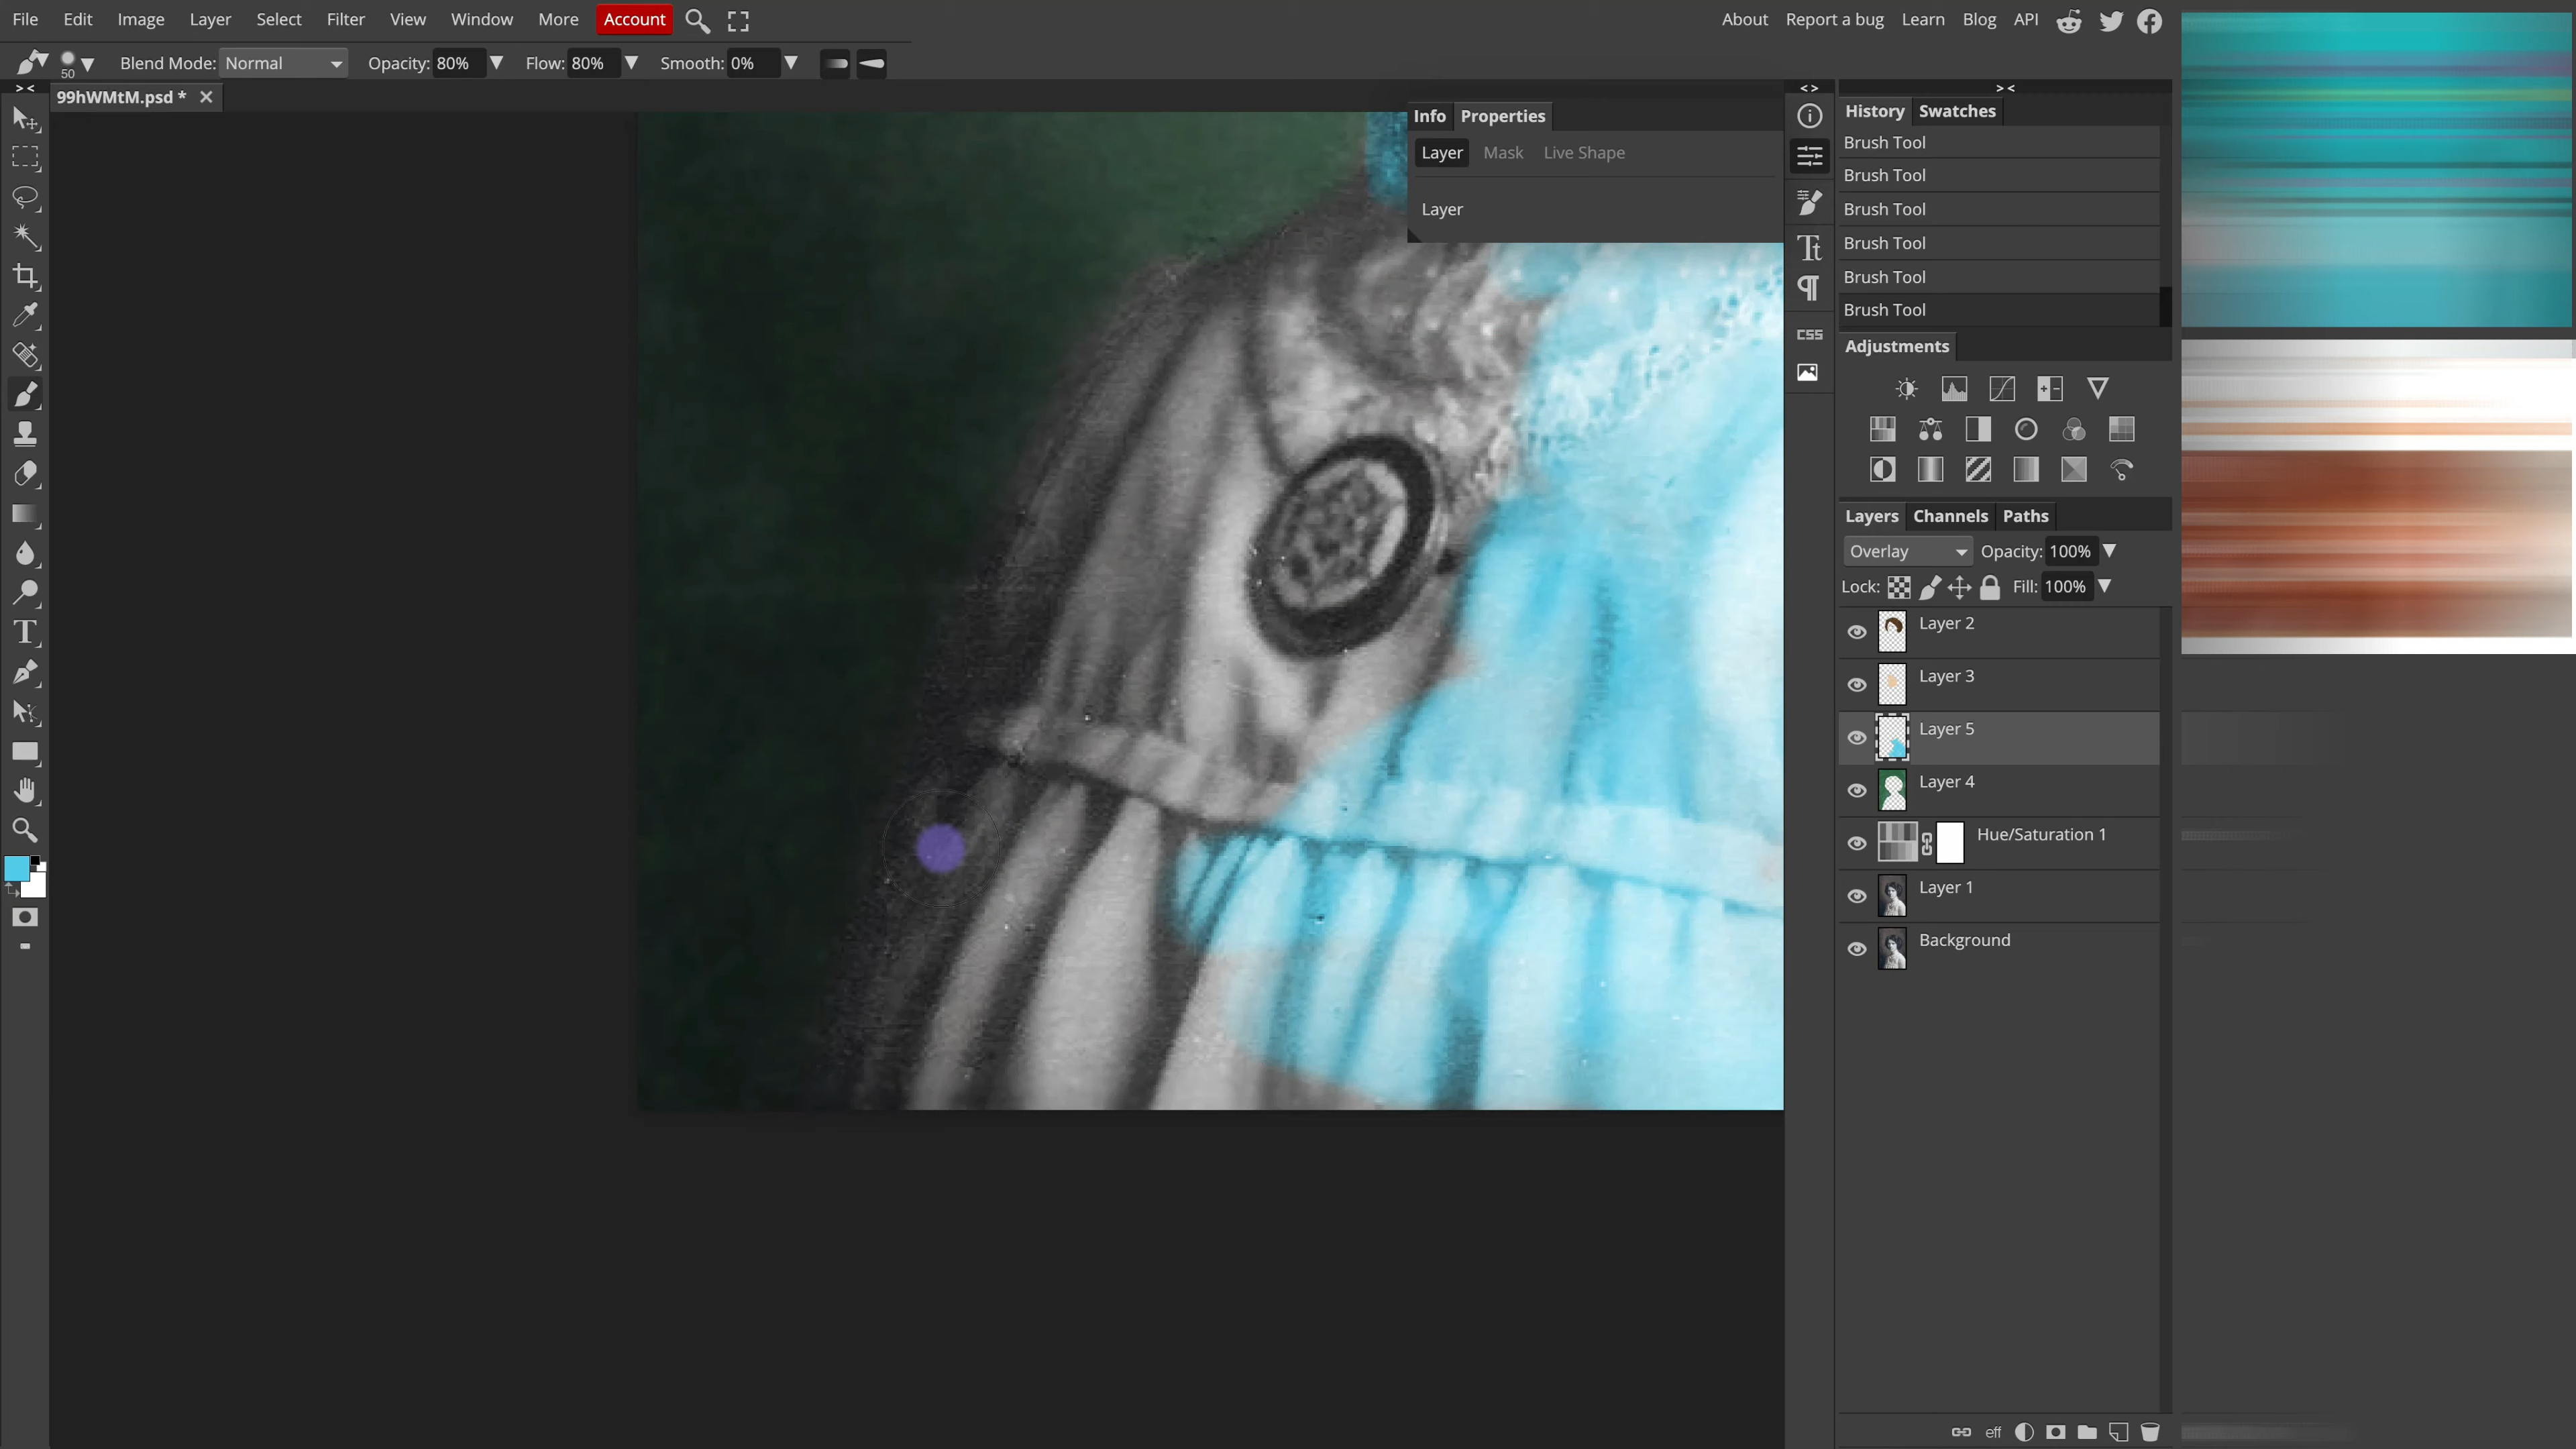 File Edit Image Layer Select Filter View Window More Account About Report a bug Learn Blog API
50 Blend Mode: Normal Opacity: 80% Flow: 80% Smooth: 0%
99hWMtM.psd *
Info Properties
Layer Mask Live Shape
Layer
Tt
CSS
History Swatches
Brush Tool
Brush Tool
Brush Tool
Brush Tool
Brush Tool
Brush Tool
Adjustments
Layers Channels Paths
Overlay Opacity: 100%
Lock: Fill: 100%
Layer 2
Layer 3
Layer 5
Layer 4
Hue/Saturation 1
Layer 1
Background
eff